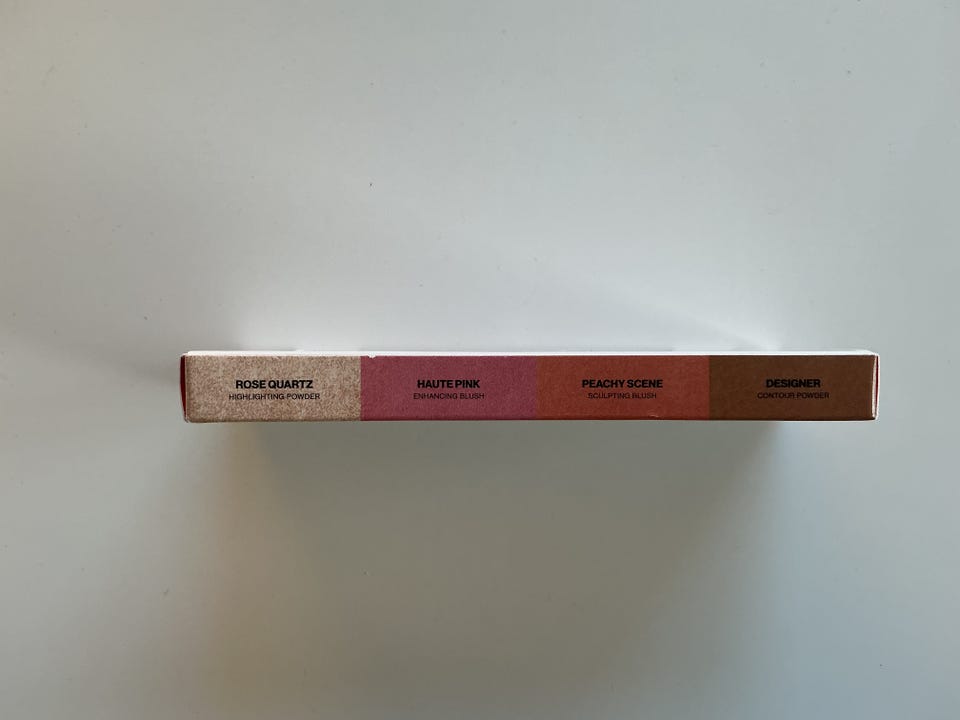 ROSE QUARTZ
HIGHLIGHTING POWDER
HAUTE PINK
ENHANCING BLUSH
PEACHY SCENE
SCULPTING BLUSH
DESIGNER
CONTOUR POWDER